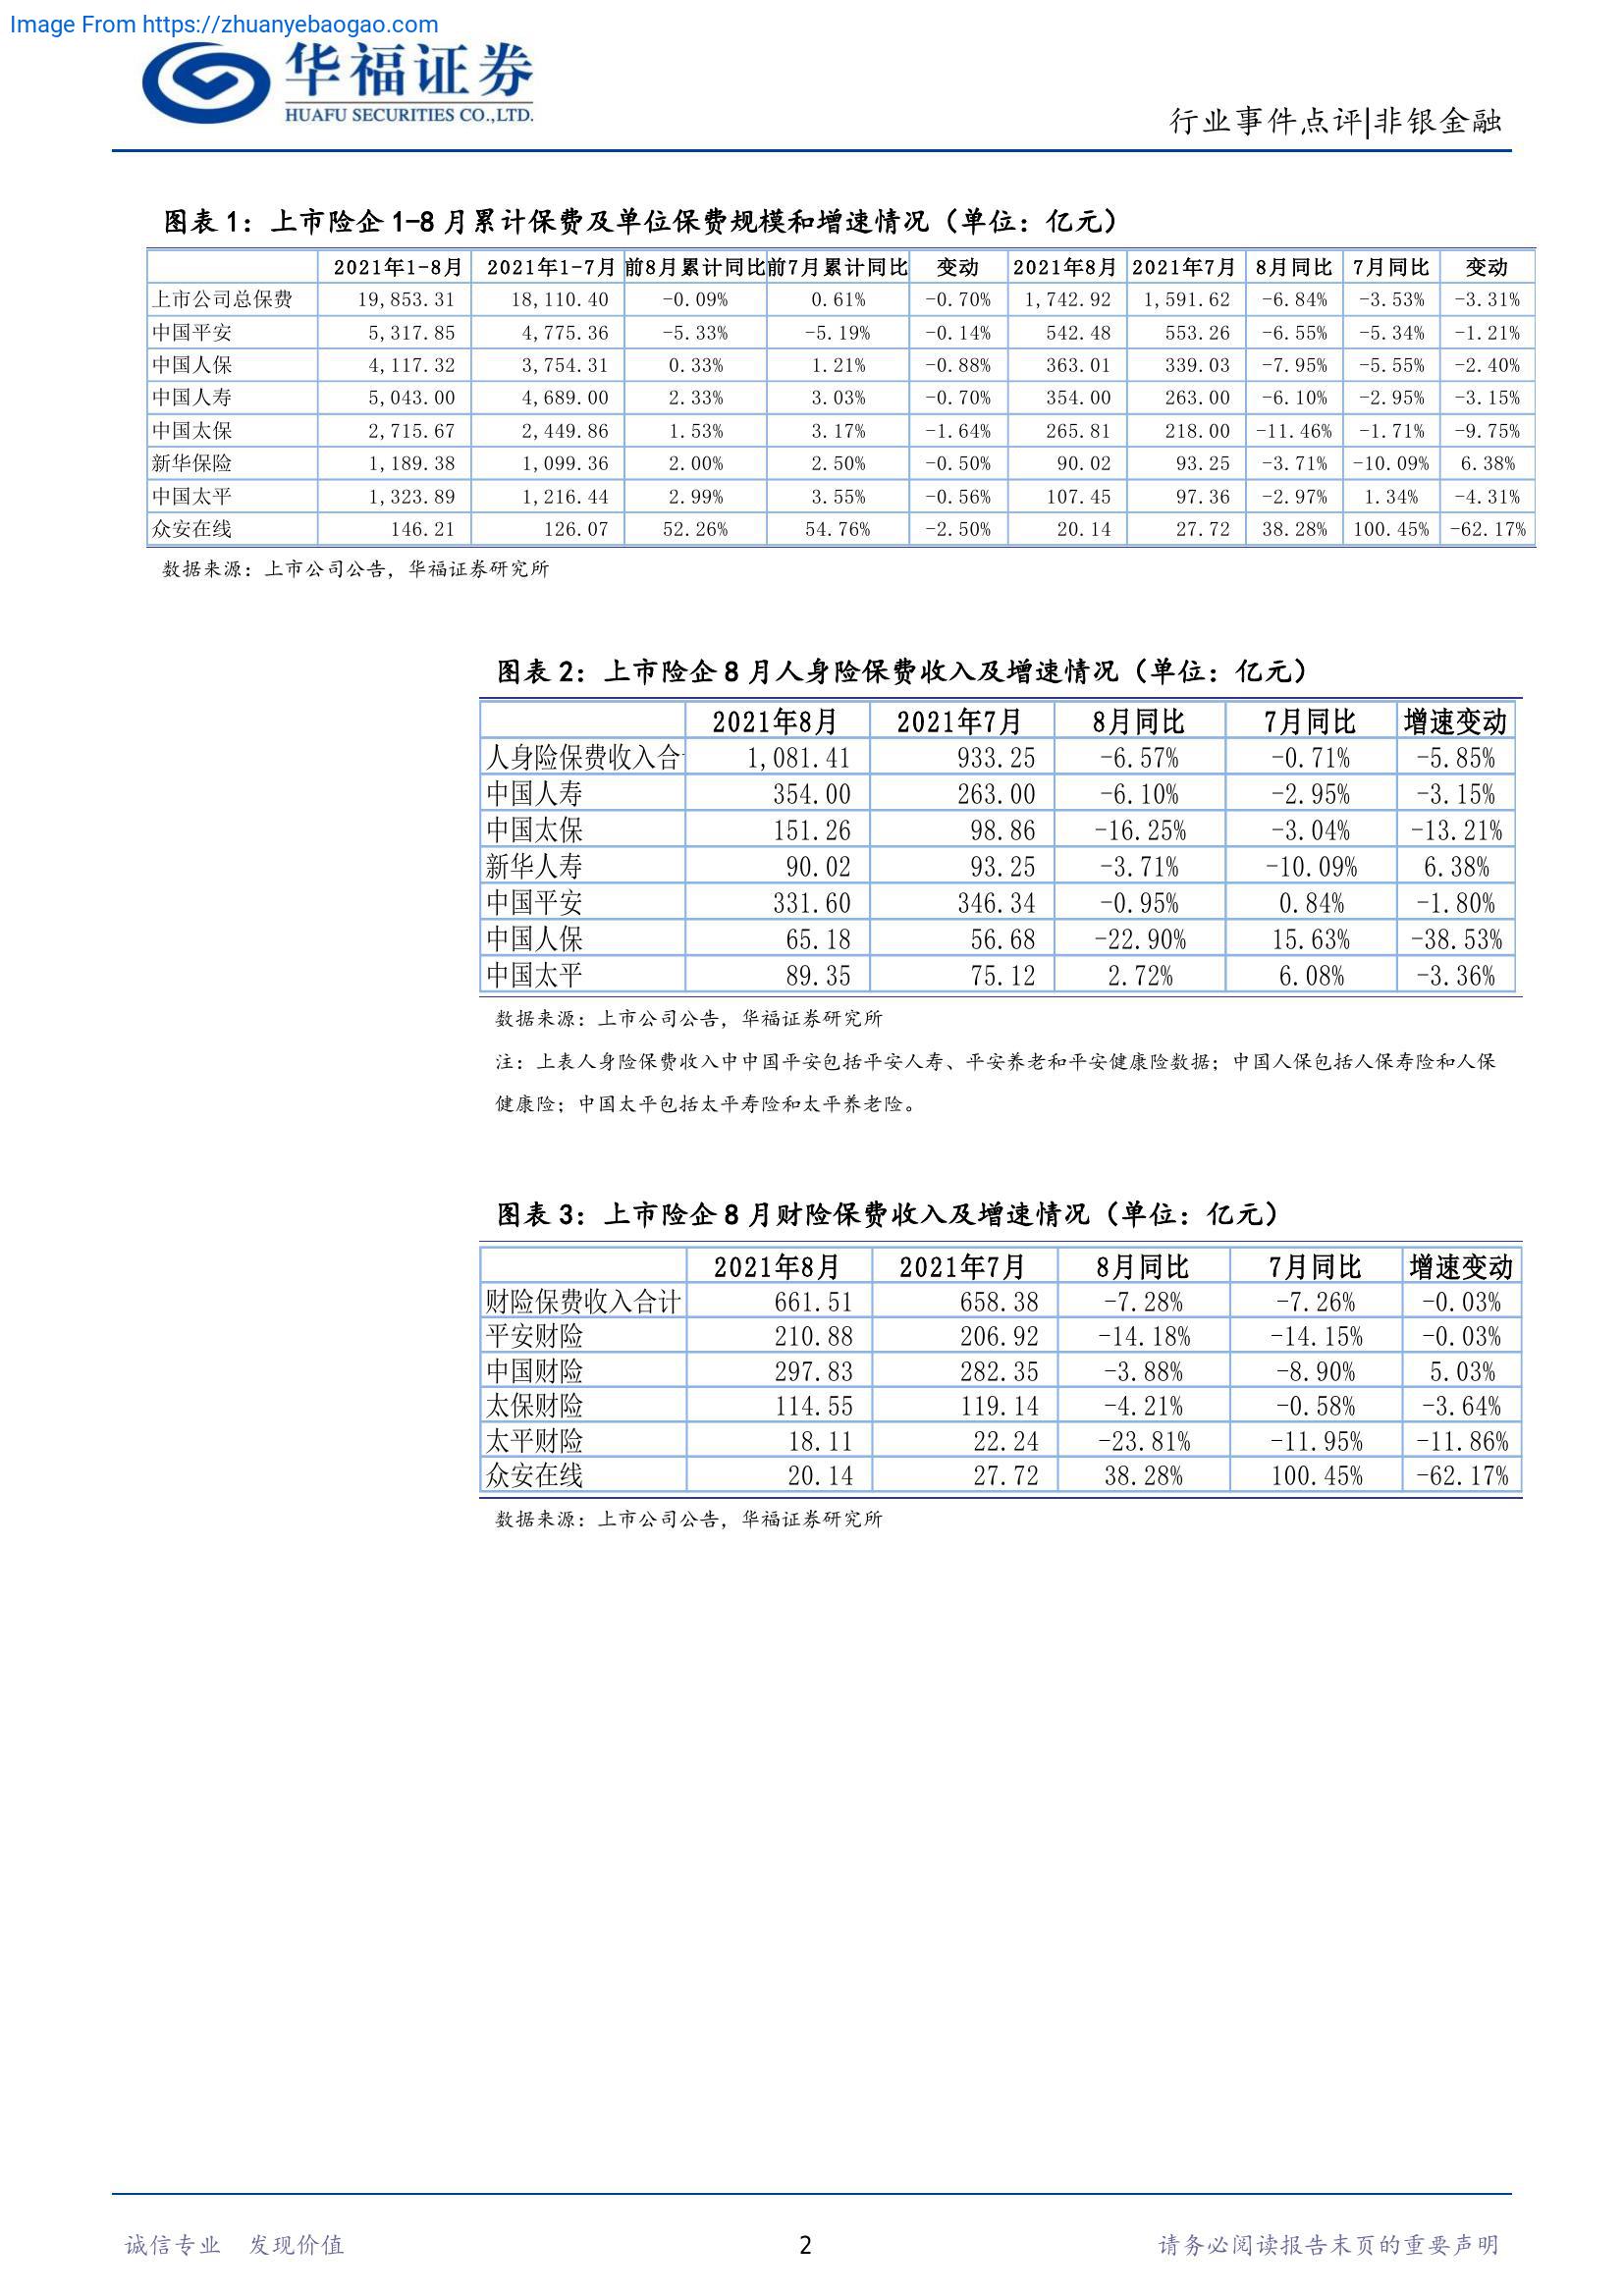 Image From https://zhuanyebaogao.com
华福证券
HUAFU SECURITIES CO.,LTD.
行业事件点评|非银金融
图表 1：上市险企 1-8 月累计保费及单位保费规模和增速情况（单位：亿元）
2021年1-8月 2021年1-7月 前8月累计同比 前7月累计同比 变动 2021年8月 2021年7月 8月同比 7月同比 变动
上市公司总保费 19,853.31 18,110.40 -0.09% 0.61% -0.70% 1,742.92 1,591.62 -6.84% -3.53% -3.31%
中国平安 5,317.85 4,775.36 -5.33% -5.19% -0.14% 542.48 553.26 -6.55% -5.34% -1.21%
中国人保 4,117.32 3,754.31 0.33% 1.21% -0.88% 363.01 339.03 -7.95% -5.55% -2.40%
中国人寿 5,043.00 4,689.00 2.33% 3.03% -0.70% 354.00 263.00 -6.10% -2.95% -3.15%
中国太保 2,715.67 2,449.86 1.53% 3.17% -1.64% 265.81 218.00 -11.46% -1.71% -9.75%
新华保险 1,189.38 1,099.36 2.00% 2.50% -0.50% 90.02 93.25 -3.71% -10.09% 6.38%
中国太平 1,323.89 1,216.44 2.99% 3.55% -0.56% 107.45 97.36 -2.97% 1.34% -4.31%
众安在线 146.21 126.07 52.26% 54.76% -2.50% 20.14 27.72 38.28% 100.45% -62.17%
数据来源：上市公司公告，华福证券研究所
图表 2：上市险企 8 月人身险保费收入及增速情况（单位：亿元）
2021年8月 2021年7月 8月同比 7月同比 增速变动
人身险保费收入合 1,081.41 933.25 -6.57% -0.71% -5.85%
中国人寿 354.00 263.00 -6.10% -2.95% -3.15%
中国太保 151.26 98.86 -16.25% -3.04% -13.21%
新华人寿 90.02 93.25 -3.71% -10.09% 6.38%
中国平安 331.60 346.34 -0.95% 0.84% -1.80%
中国人保 65.18 56.68 -22.90% 15.63% -38.53%
中国太平 89.35 75.12 2.72% 6.08% -3.36%
数据来源：上市公司公告，华福证券研究所
注：上表人身险保费收入中中国平安包括平安人寿、平安养老和平安健康险数据；中国人保包括人保寿险和人保
健康险；中国太平包括太平寿险和太平养老险。
图表 3：上市险企 8 月财险保费收入及增速情况（单位：亿元）
2021年8月 2021年7月 8月同比 7月同比 增速变动
财险保费收入合计 661.51 658.38 -7.28% -7.26% -0.03%
平安财险 210.88 206.92 -14.18% -14.15% -0.03%
中国财险 297.83 282.35 -3.88% -8.90% 5.03%
太保财险 114.55 119.14 -4.21% -0.58% -3.64%
太平财险 18.11 22.24 -23.81% -11.95% -11.86%
众安在线 20.14 27.72 38.28% 100.45% -62.17%
数据来源：上市公司公告，华福证券研究所
诚信专业 发现价值 2 请务必阅读报告末页的重要声明